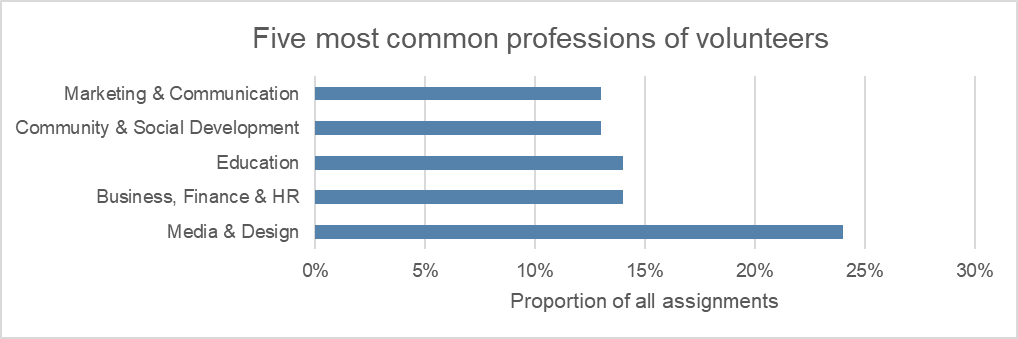 Five most common professions of volunteers
Marketing & Communication
Community & Social Development
Education
Business, Finance & HR
Media & Design
0% 5% 10% 15% 20% 25% 30%
Proportion of all assignments